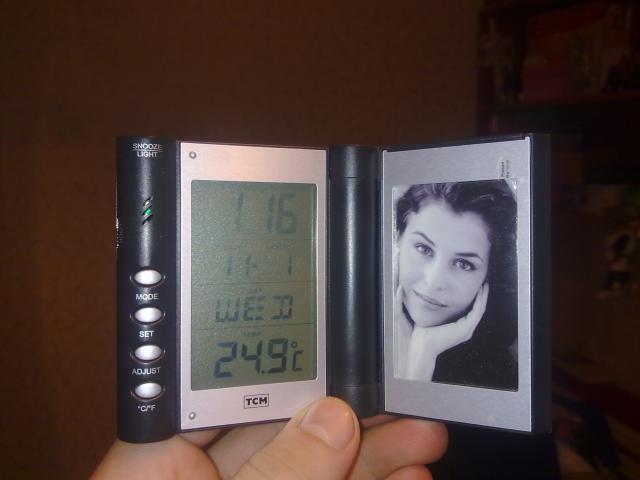 SNOOZE
LIGHT
1 16
11- 1
WED
24.9°C
MODE
SET
ADJUST
°C/°F
TCM